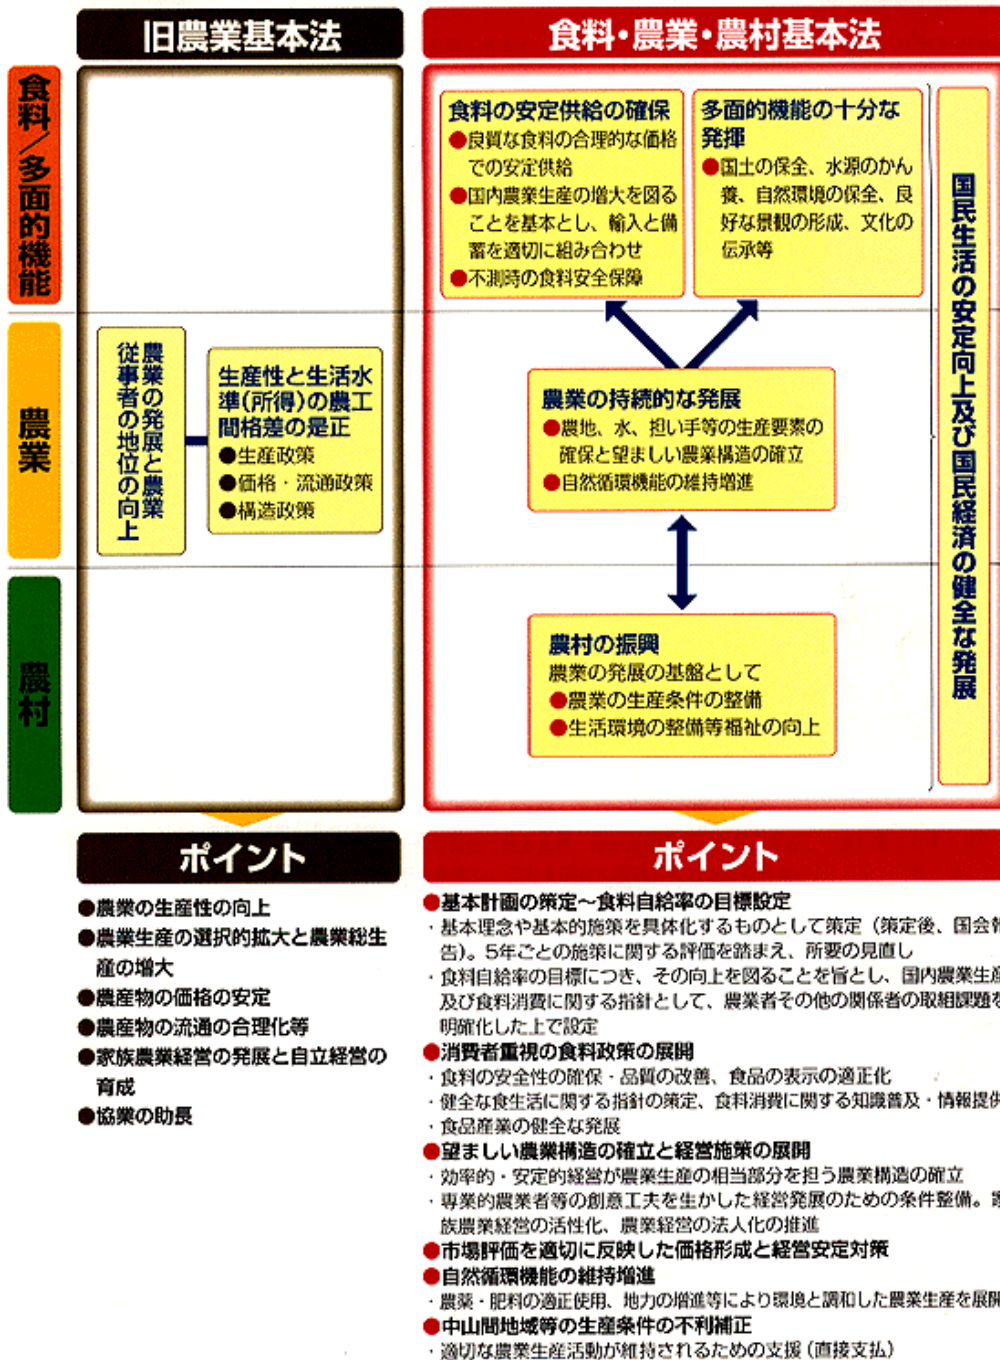 旧農業基本法
食料・農業・農村基本法
食料／多面的機能
農業
農村
農業の発展と農業
従事者の地位の向上
生産性と生活水
準(所得)の農工
間格差の是正
●生産政策
●価格・流通政策
●構造政策
食料の安定供給の確保
●良質な食料の合理的な価格
での安定供給
●国内農業生産の増大を図る
ことを基本とし、輸入と備
蓄を適切に組み合わせ
●不測時の食料安全保障
多面的機能の十分な
発揮
●国土の保全、水源のかん
養、自然環境の保全、良
好な景観の形成、文化の
伝承等
農業の持続的な発展
●農地、水、担い手等の生産要素の
確保と望ましい農業構造の確立
●自然循環機能の維持増進
農村の振興
農業の発展の基盤として
●農業の生産条件の整備
●生活環境の整備等福祉の向上
国民生活の安定向上及び国民経済の健全な発展
ポイント
●農業の生産性の向上
●農業生産の選択的拡大と農業総生
産の増大
●農産物の価格の安定
●農産物の流通の合理化等
●家族農業経営の発展と自立経営の
育成
●協業の助長
ポイント
●基本計画の策定～食料自給率の目標設定
・基本理念や基本的施策を具体化するものとして策定（策定後、国会報
告）。5年ごとの施策に関する評価を踏まえ、所要の見直し
・食料自給率の目標につき、その向上を図ることを旨とし、国内農業生産
及び食料消費に関する指針として、農業者その他の関係者の取組課題を
明確化した上で設定
●消費者重視の食料政策の展開
・食料の安全性の確保・品質の改善、食品の表示の適正化
・健全な食生活に関する指針の策定、食料消費に関する知識普及・情報提供
・食品産業の健全な発展
●望ましい農業構造の確立と経営施策の展開
・効率的・安定的経営が農業生産の相当部分を担う農業構造の確立
・専業的農業者等の創意工夫を生かした経営発展のための条件整備。家
族農業経営の活性化、農業経営の法人化の推進
●市場評価を適切に反映した価格形成と経営安定対策
●自然循環機能の維持増進
・農薬・肥料の適正使用、地力の増進等により環境と調和した農業生産を展開
●中山間地域等の生産条件の不利補正
・適切な農業生産活動が維持されるための支援（直接支払）